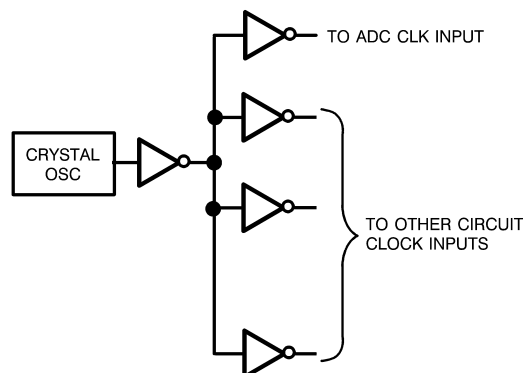 TO ADC CLK INPUT
CRYSTAL
OSC
TO OTHER CIRCUIT
CLOCK INPUTS